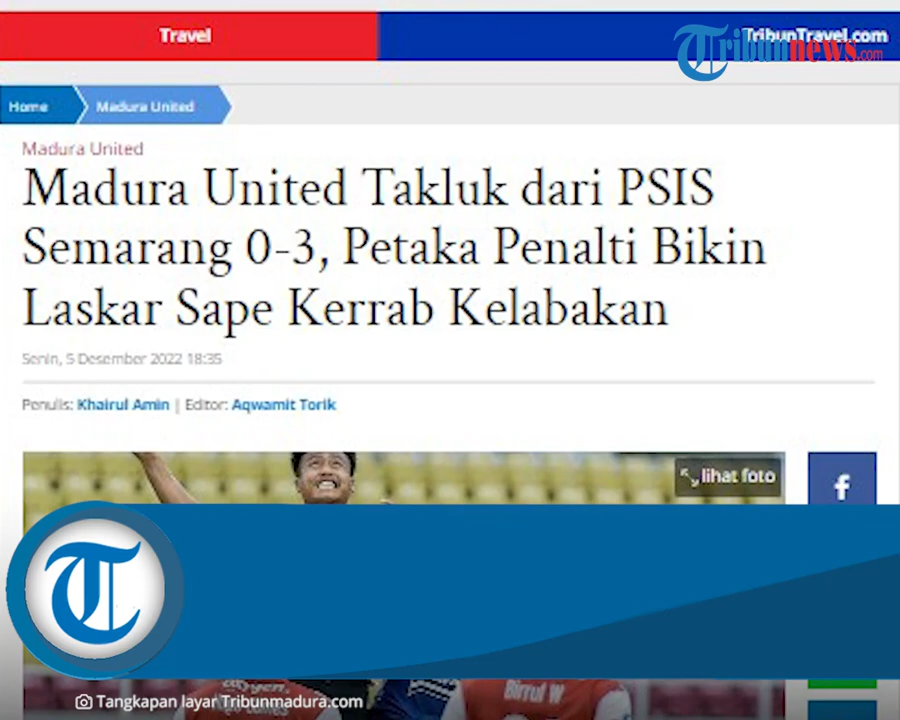 Travel
TribunTravel.com
Tribunnews.com
Home
Madura United
Madura United
Madura United Takluk dari PSIS
Semarang 0-3, Petaka Penalti Bikin
Laskar Sape Kerrab Kelabakan
Senin, 5 Desember 2022 18:35
Penulis: Khairul Amin | Editor: Aqwamit Torik
lihat foto
f
T
Birrul W
Tangkapan layar Tribunmadura.com